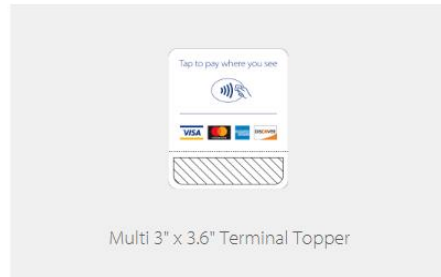 Tap to pay where you see
VISA DISCOVER
Multi 3" x 3.6" Terminal Topper